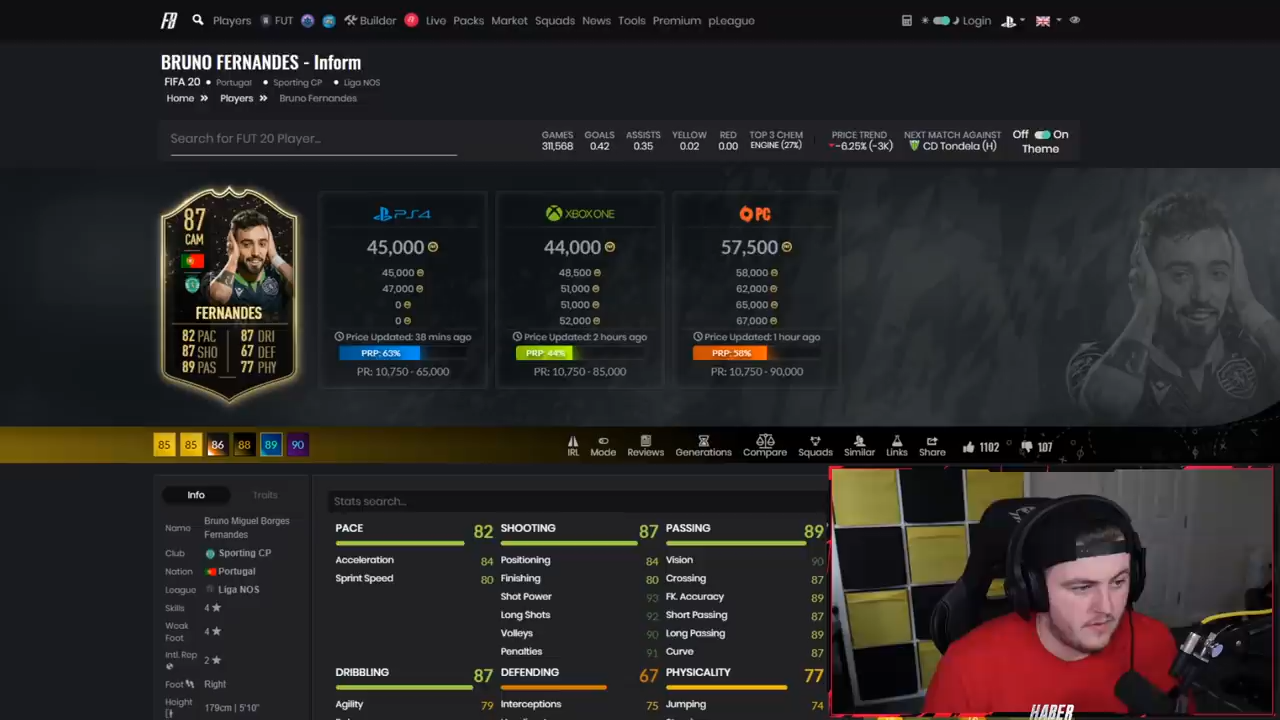 FB Players FUT Builder Live Packs Market Squads News Tools Premium pLeague Login
BRUNO FERNANDES - Inform
FIFA 20 • Portugal • Sporting CP • Liga NOS
Home » Players » Bruno Fernandes
Search for FUT 20 Player...
GAMES GOALS ASSISTS YELLOW RED TOP 3 CHEM PRICE TREND NEXT MATCH AGAINST Off On
311,568 0.42 0.35 0.02 0.00 ENGINE (27%) -6.25% (-3K) CD Tondela (H) Theme
87
CAM
FERNANDES
82 PAC 87 DRI
87 SHO 67 DEF
89 PAS 77 PHY
PS4
45,000
45,000
47,000
0
0
Price Updated: 38 mins ago
PRP: 63%
PR: 10,750 - 65,000
XBOX ONE
44,000
48,500
51,000
51,000
52,000
Price Updated: 2 hours ago
PRP: 44%
PR: 10,750 - 85,000
PC
57,500
58,000
62,000
65,000
67,000
Price Updated: 1 hour ago
PRP: 58%
PR: 10,750 - 90,000
85 85 86 88 89 90
IRL Mode Reviews Generations Compare Squads Similar Links Share 1102 107
Info Traits
Name Bruno Miguel Borges
Fernandes
Club Sporting CP
Nation Portugal
League Liga NOS
Skills 4★
Weak
Foot 4★
Intl. Rep 2★
Foot Right
Height 179cm | 5'10"
Stats search...
PACE 82
Acceleration 84
Sprint Speed 80
SHOOTING 87
Positioning 84
Finishing 80
Shot Power 93
Long Shots 92
Volleys 90
Penalties 91
PASSING 89
Vision 90
Crossing 87
FK. Accuracy 89
Short Passing 87
Long Passing 89
Curve 87
DRIBBLING 87
Agility 79
DEFENDING 67
Interceptions 75
PHYSICALITY 77
Jumping 74
HABER